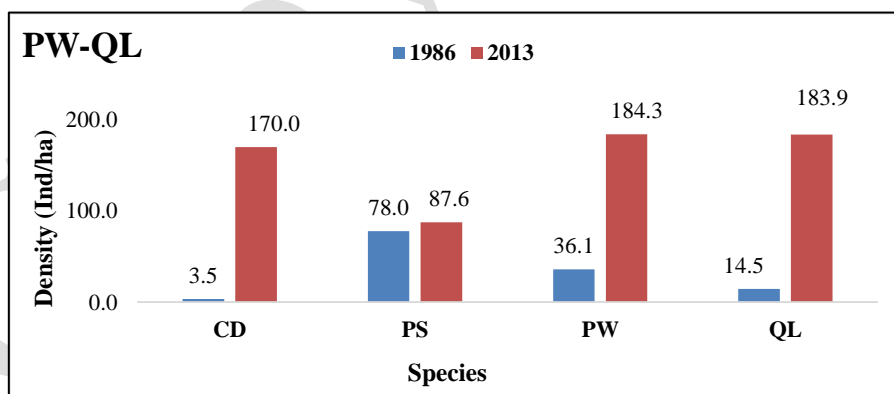 PW-QL
1986 2013
Density (Ind/ha)
200.0
100.0
0.0
3.5 170.0
78.0 87.6
36.1 184.3
14.5 183.9
CD PS PW QL
Species